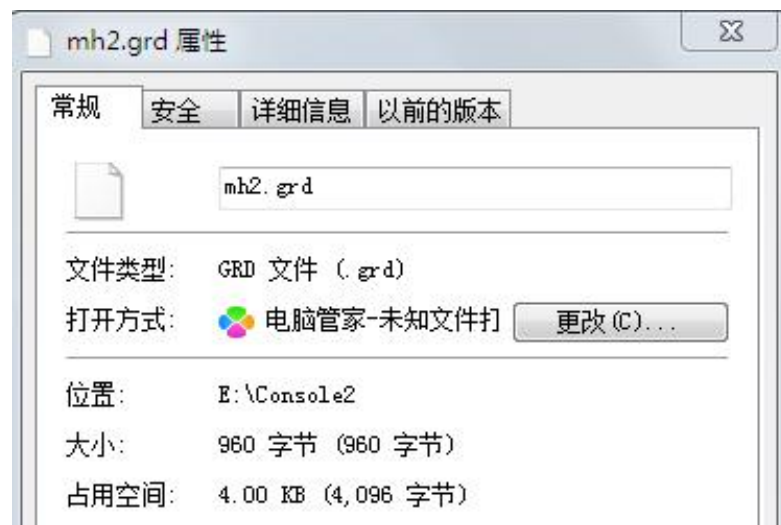 mh2.grd 属性
常规 安全 详细信息 以前的版本
mh2.grd
文件类型: GRD 文件 (.grd)
打开方式: 电脑管家-未知文件打 更改(C)...
位置: E:\Console2
大小: 960 字节 (960 字节)
占用空间: 4.00 KB (4,096 字节)